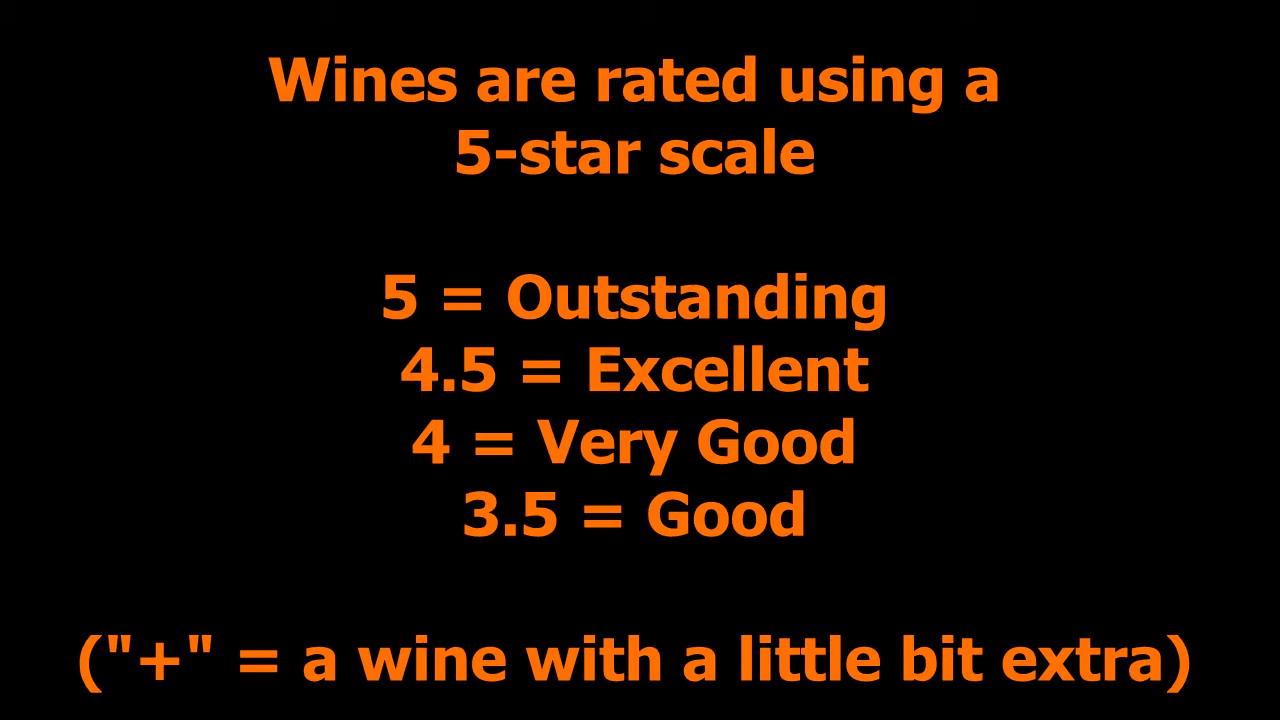 Wines are rated using a
5-star scale
5 = Outstanding
4.5 = Excellent
4 = Very Good
3.5 = Good
("+" = a wine with a little bit extra)